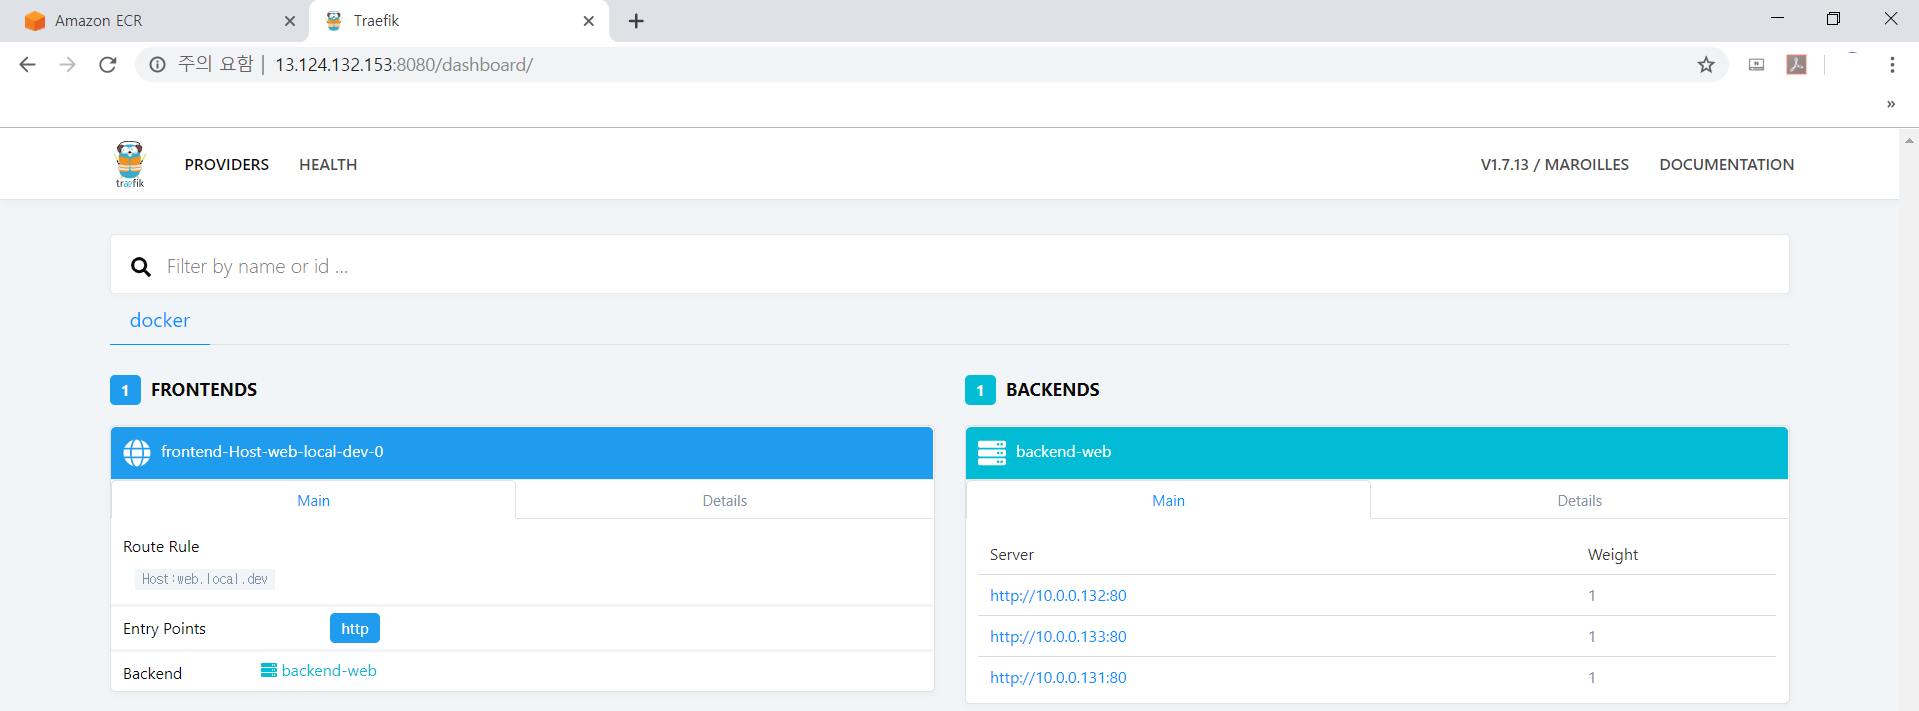 Amazon ECR
Traefik
주의 요함 | 13.124.132.153:8080/dashboard/
»
træfik
PROVIDERS
HEALTH
V1.7.13 / MAROILLES
DOCUMENTATION
Filter by name or id ...
docker
1 FRONTENDS
frontend-Host-web-local-dev-0
Main
Details
Route Rule
Host:web.local.dev
Entry Points
http
Backend
backend-web
1 BACKENDS
backend-web
Main
Details
Server Weight
http://10.0.0.132:80 1
http://10.0.0.133:80 1
http://10.0.0.131:80 1